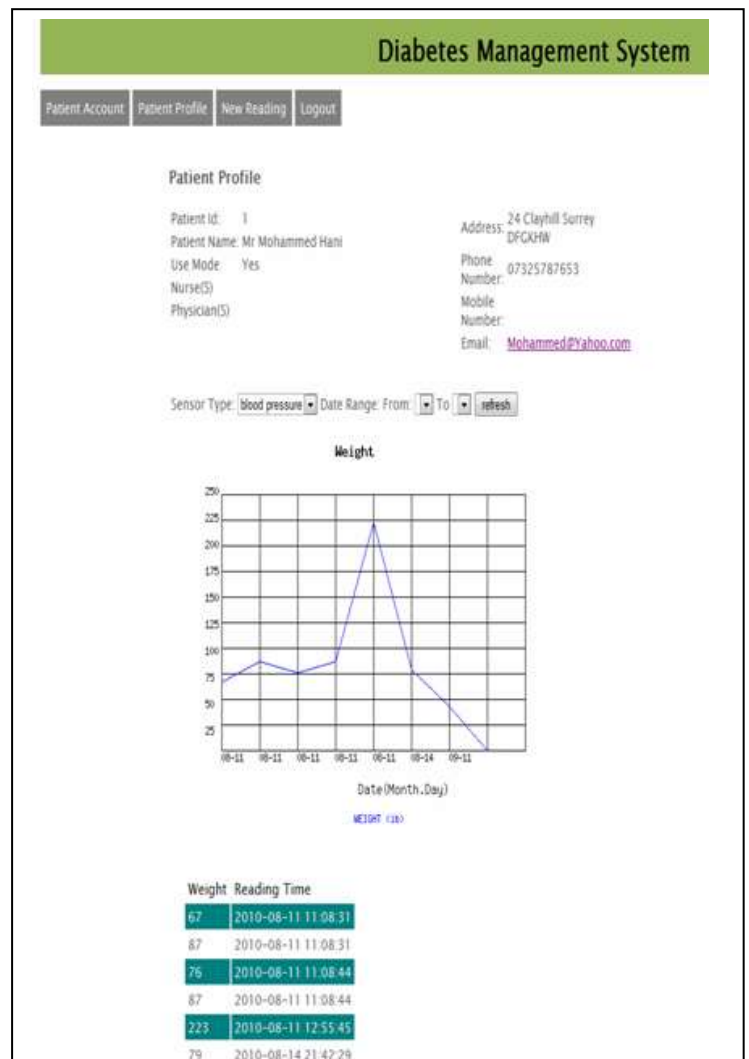 Diabetes Management System
Patient Account Patient Profile New Reading Logout
Patient Profile
Patient Id: 1
Patient Name: Mr Mohammed Hani
Use Mode Yes
Nurse(S)
Physician(S)
Address: 24 Clayhill Surrey
DFGKHW
Phone
Number: 07325787653
Mobile
Number:
Email: Mohammed@Yahoo.com
Sensor Type: blood pressure Date Range: From: To refresh
Weight
250
225
200
175
150
125
100
75
50
25
08-11 08-11 08-11 08-11 08-11 08-14 09-11
Date(Month.Day)
WEIGHT (lb)
Weight Reading Time
67 2010-08-11 11:08:31
87 2010-08-11 11:08:31
76 2010-08-11 11:08:44
87 2010-08-11 11:08:44
223 2010-08-11 12:55:45
79 2010-08-14 21:42:29